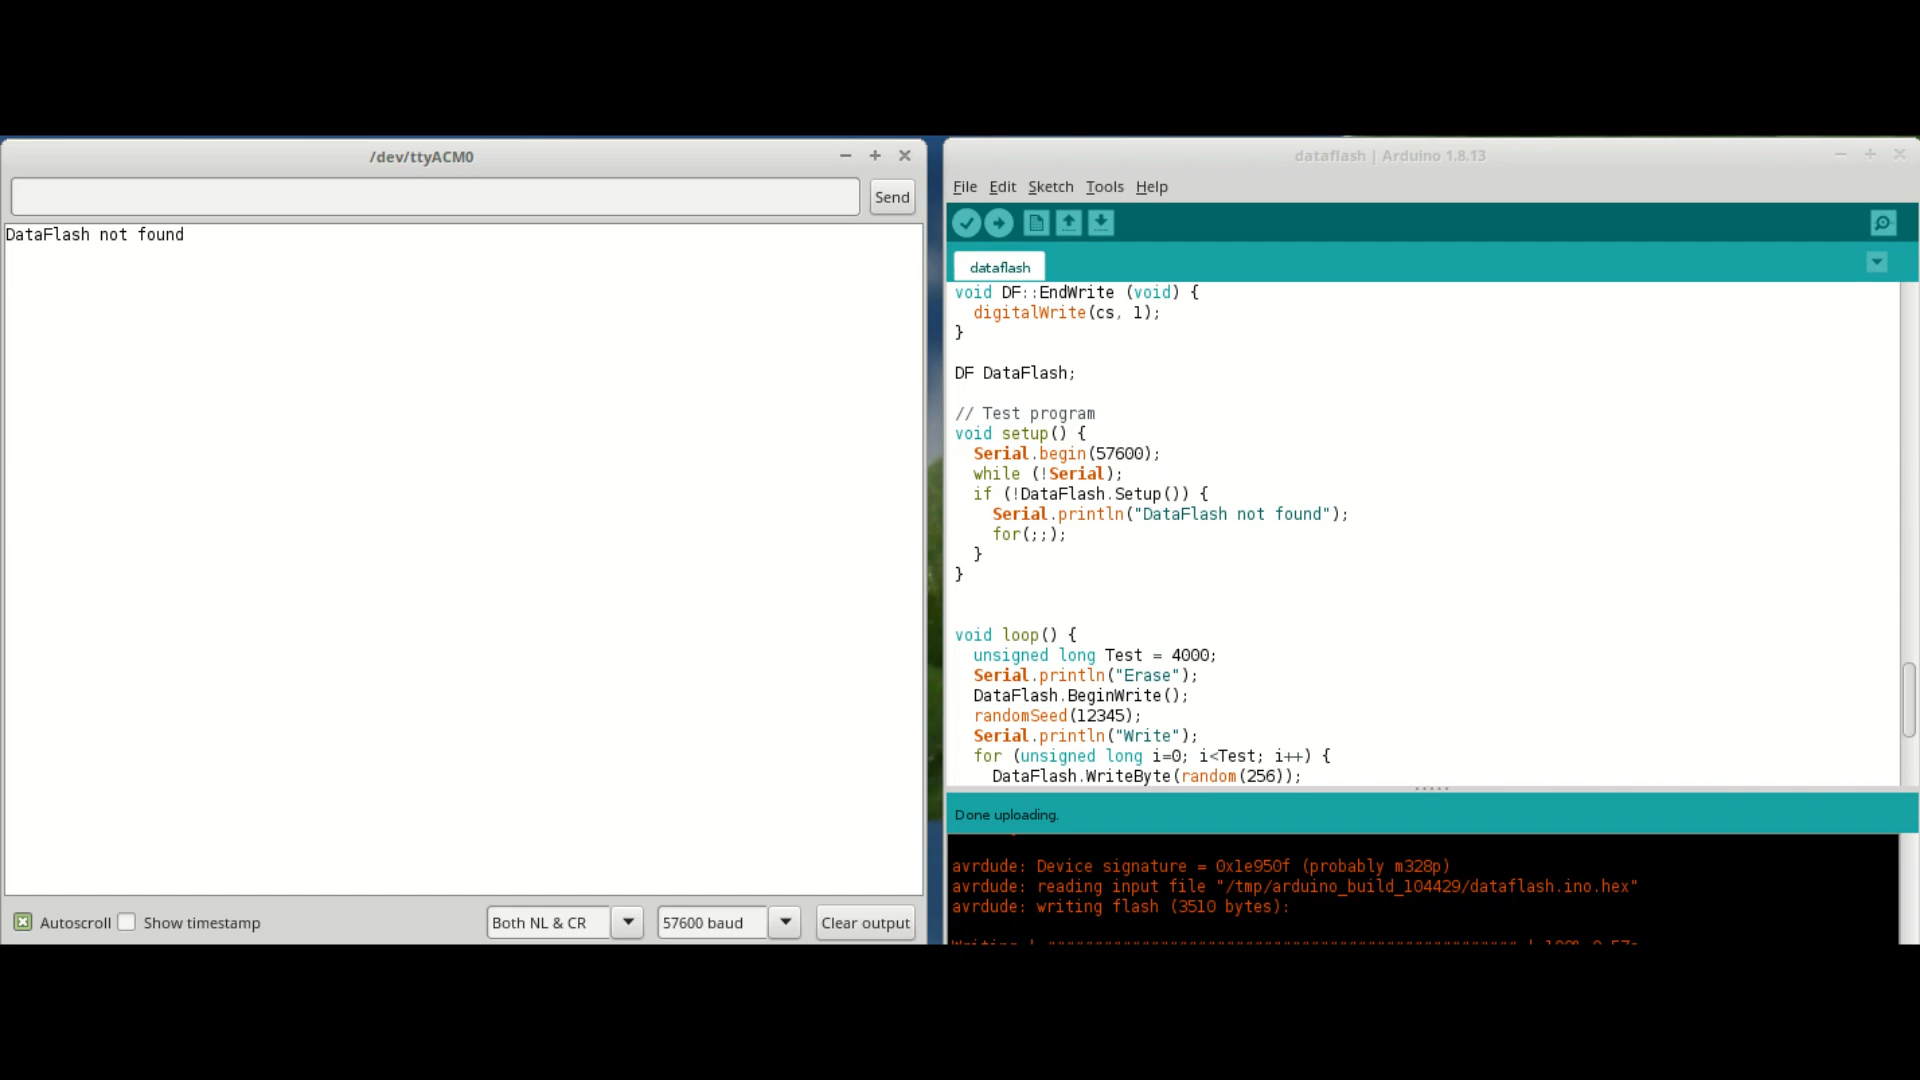 /dev/ttyACM0
Send
DataFlash not found
Autoscroll
Show timestamp
Both NL & CR
57600 baud
Clear output
dataflash | Arduino 1.8.13
File Edit Sketch Tools Help
dataflash
void DF::EndWrite (void) {
  digitalWrite(cs, 1);
}
DF DataFlash;
// Test program
void setup() {
  Serial.begin(57600);
  while (!Serial);
  if (!DataFlash.Setup()) {
    Serial.println("DataFlash not found");
    for(;;);
  }
}
void loop() {
  unsigned long Test = 4000;
  Serial.println("Erase");
  DataFlash.BeginWrite();
  randomSeed(12345);
  Serial.println("Write");
  for (unsigned long i=0; i<Test; i++) {
    DataFlash.WriteByte(random(256));
Done uploading.
avrdude: Device signature = 0x1e950f (probably m328p)
avrdude: reading input file "/tmp/arduino_build_104429/dataflash.ino.hex"
avrdude: writing flash (3510 bytes):